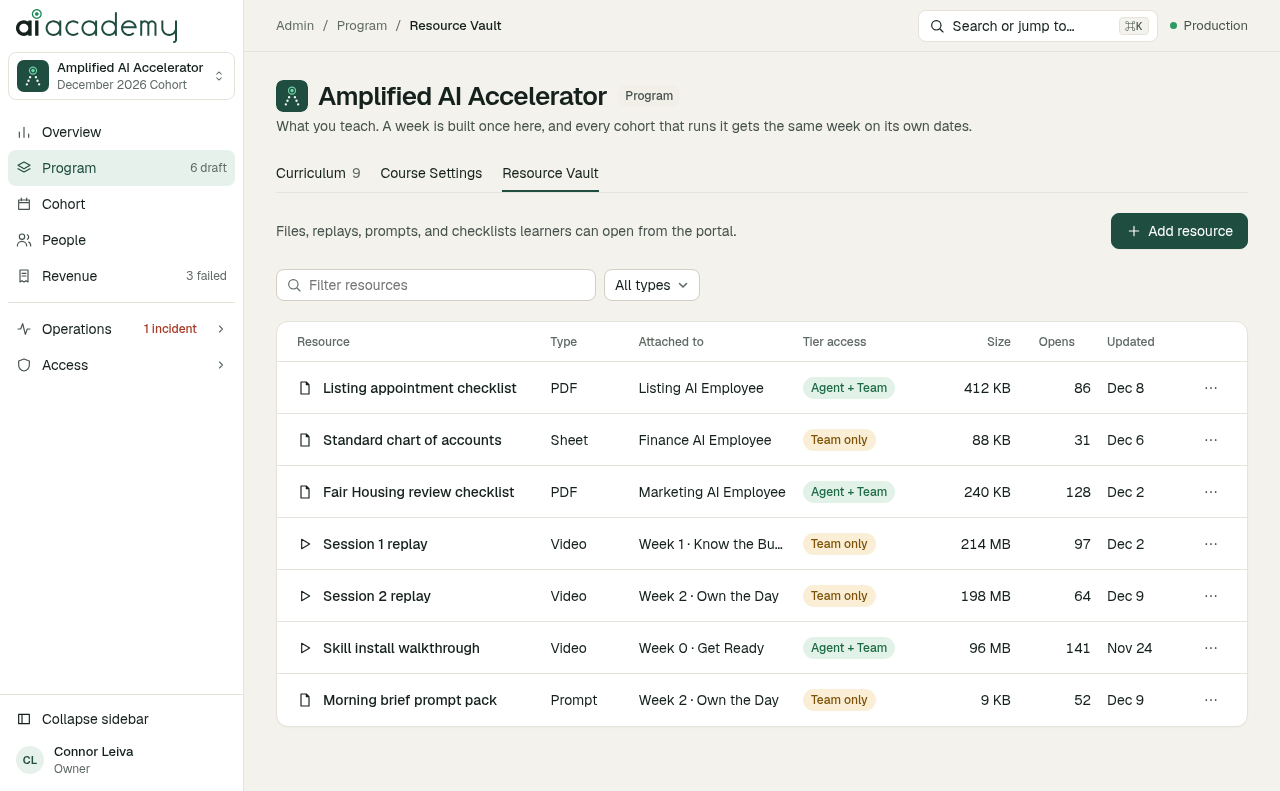 ai academy
Admin / Program / Resource Vault
Search or jump to… ⌘K
Production
Amplified AI Accelerator
December 2026 Cohort
Overview
Program 6 draft
Cohort
People
Revenue 3 failed
Operations 1 incident
Access
Collapse sidebar
CL
Connor Leiva
Owner
Amplified AI Accelerator Program
What you teach. A week is built once here, and every cohort that runs it gets the same week on its own dates.
Curriculum 9 Course Settings Resource Vault
Files, replays, prompts, and checklists learners can open from the portal.
+ Add resource
Filter resources All types
Resource Type Attached to Tier access Size Opens Updated
Listing appointment checklist PDF Listing AI Employee Agent + Team 412 KB 86 Dec 8 ···
Standard chart of accounts Sheet Finance AI Employee Team only 88 KB 31 Dec 6 ···
Fair Housing review checklist PDF Marketing AI Employee Agent + Team 240 KB 128 Dec 2 ···
Session 1 replay Video Week 1 · Know the Bu… Team only 214 MB 97 Dec 2 ···
Session 2 replay Video Week 2 · Own the Day Team only 198 MB 64 Dec 9 ···
Skill install walkthrough Video Week 0 · Get Ready Agent + Team 96 MB 141 Nov 24 ···
Morning brief prompt pack Prompt Week 2 · Own the Day Team only 9 KB 52 Dec 9 ···